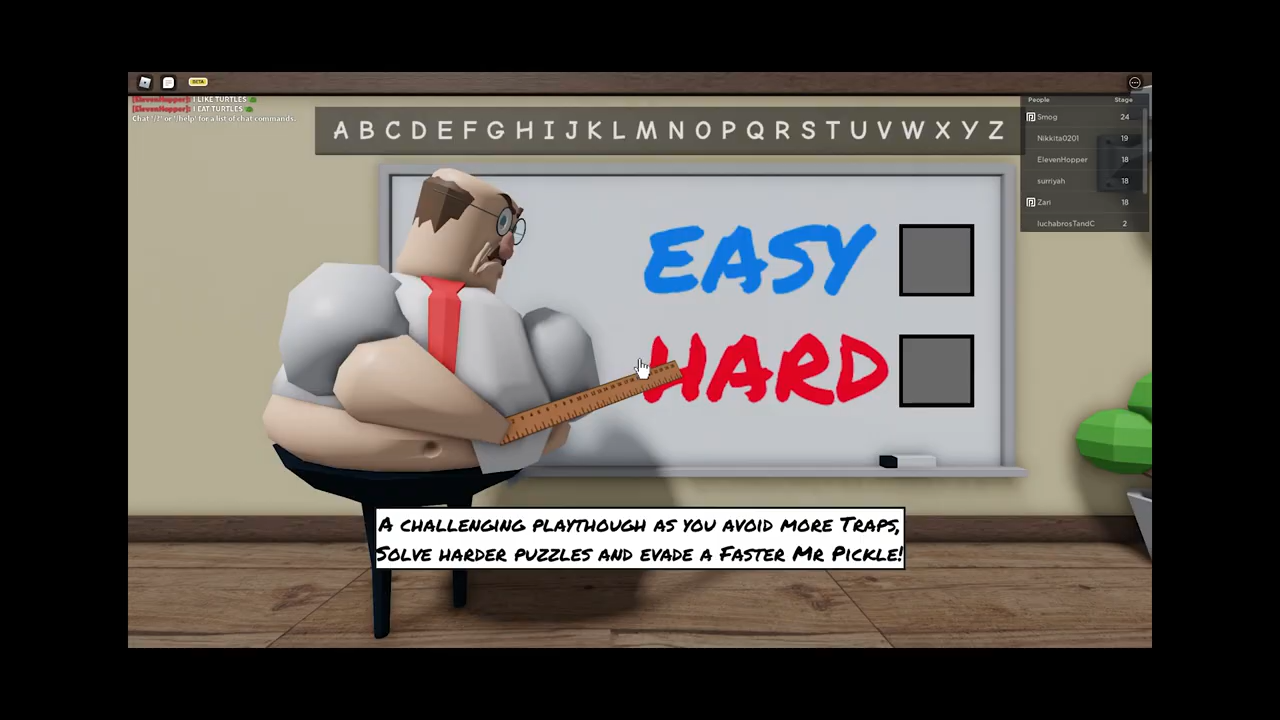 BETA
[ElevenHopper]: I LIKE TURTLES
[ElevenHopper]: I EAT TURTLES
Chat '/?' or '/help' for a list of chat commands.
People Stage
Smog 24
Nikkita0201 19
ElevenHopper 18
surriyah 18
Zari 18
luchabrosTandC 2
A B C D E F G H I J K L M N O P Q R S T U V W X Y Z
EASY
HARD
A CHALLENGING PLAYTHOUGH AS YOU AVOID MORE TRAPS,
SOLVE HARDER PUZZLES AND EVADE A FASTER MR PICKLE!